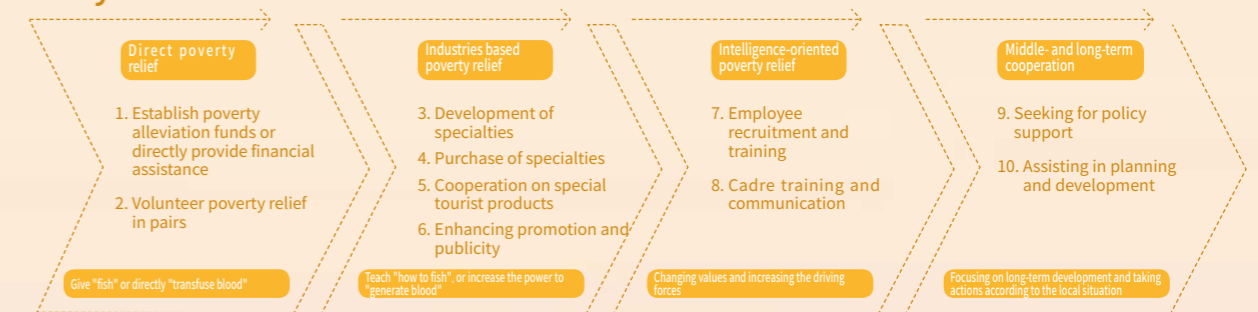 Direct poverty
relief
1. Establish poverty
alleviation funds or
directly provide financial
assistance
2. Volunteer poverty relief
in pairs
Give "fish" or directly "transfuse blood"
Industries based
poverty relief
3. Development of
specialties
4. Purchase of specialties
5. Cooperation on special
tourist products
6. Enhancing promotion and
publicity
Teach "how to fish", or increase the power to
"generate blood"
Intelligence-oriented
poverty relief
7. Employee
recruitment and
training
8. Cadre training and
communication
Changing values and increasing the driving
forces
Middle- and long-term
cooperation
9. Seeking for policy
support
10. Assisting in planning
and development
Focusing on long-term development and taking
actions according to the local situation